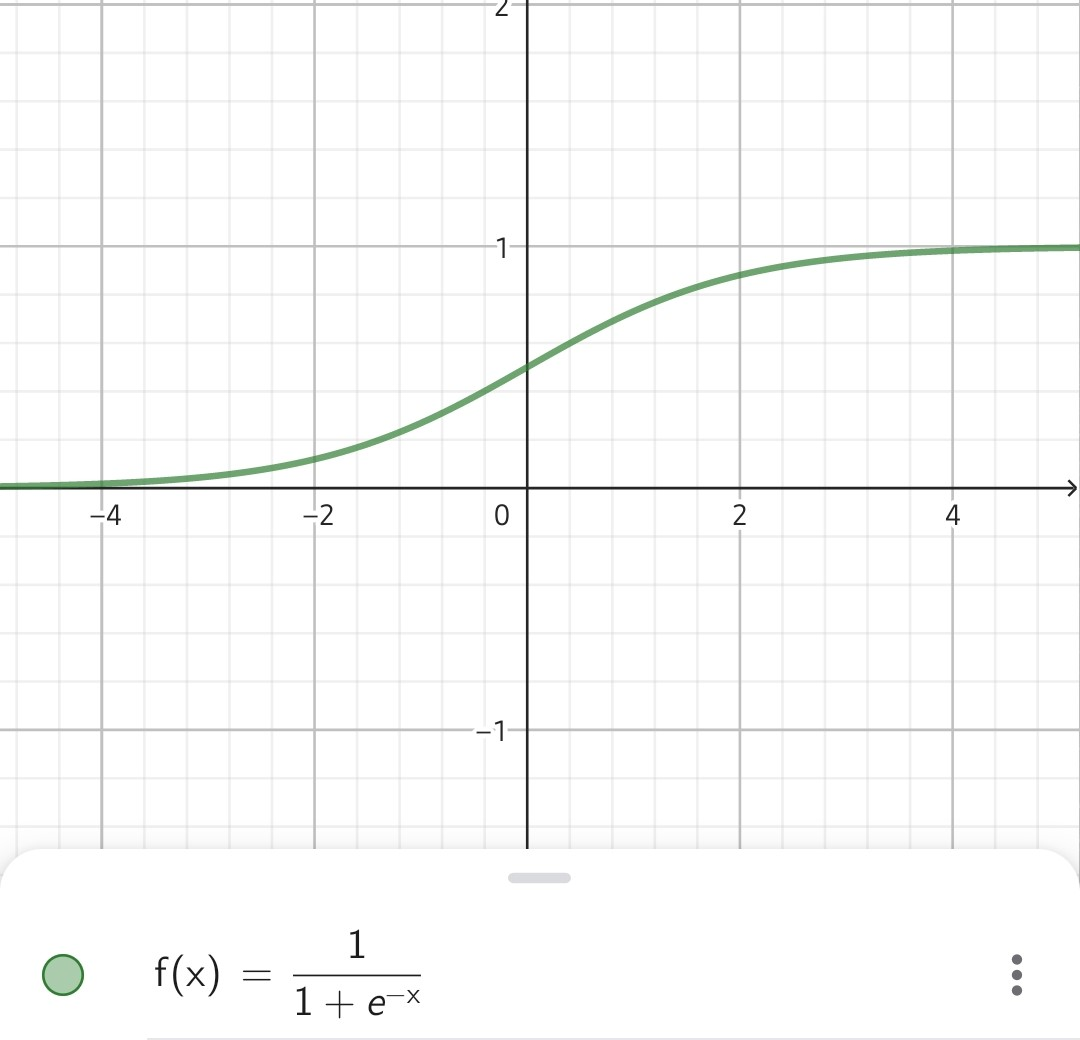 2
1
−4 −2 0 2 4
−1
f(x) = 1 / (1 + e^−x)